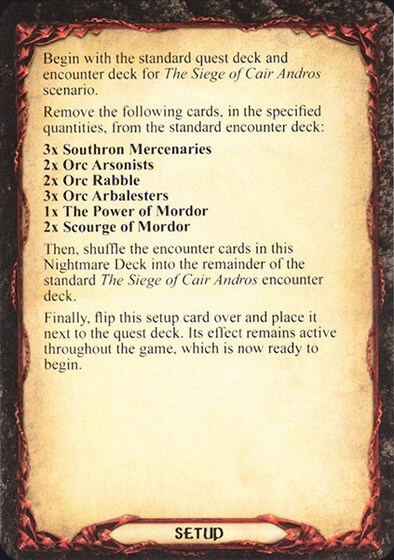 Begin with the standard quest deck and
encounter deck for The Siege of Cair Andros
scenario.
Remove the following cards, in the specified
quantities, from the standard encounter deck:
3x Southron Mercenaries
2x Orc Arsonists
2x Orc Rabble
3x Orc Arbalesters
1x The Power of Mordor
2x Scourge of Mordor
Then, shuffle the encounter cards in this
Nightmare Deck into the remainder of the
standard The Siege of Cair Andros encounter
deck.
Finally, flip this setup card over and place it
next to the quest deck. Its effect remains active
throughout the game, which is now ready to
begin.
SETUP